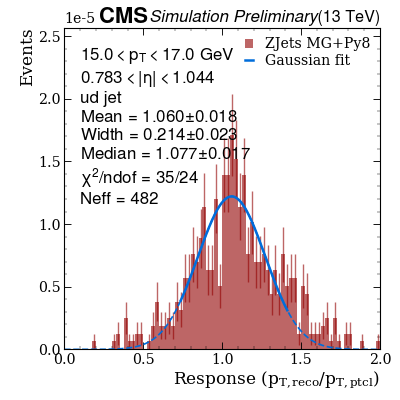 1e-5 CMS Simulation Preliminary (13 TeV)
Events
15.0 < p_T < 17.0 GeV
0.783 < |η| < 1.044
ud jet
Mean = 1.060±0.018
Width = 0.214±0.023
Median = 1.077±0.017
χ²/ndof = 35/24
Neff = 482
ZJets MG+Py8
Gaussian fit
2.5
2.0
1.5
1.0
0.5
0.0
0.0 0.5 1.0 1.5 2.0
Response (p_T,reco/p_T,ptcl)